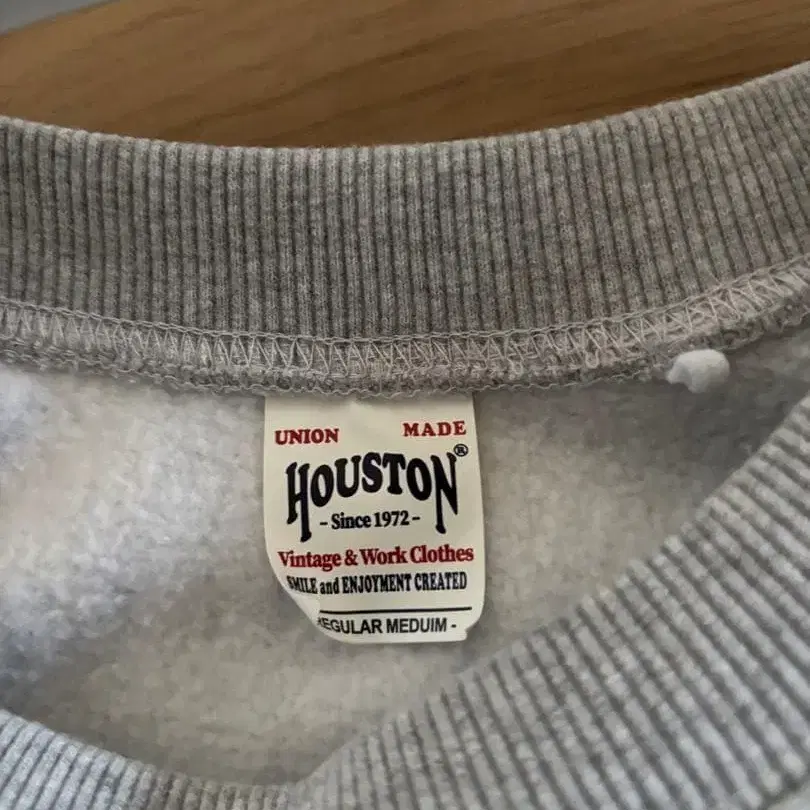 UNION MADE
HOUSTON®
- Since 1972 -
Vintage & Work Clothes
SMILE and ENJOYMENT CREATED
REGULAR MEDUIM -